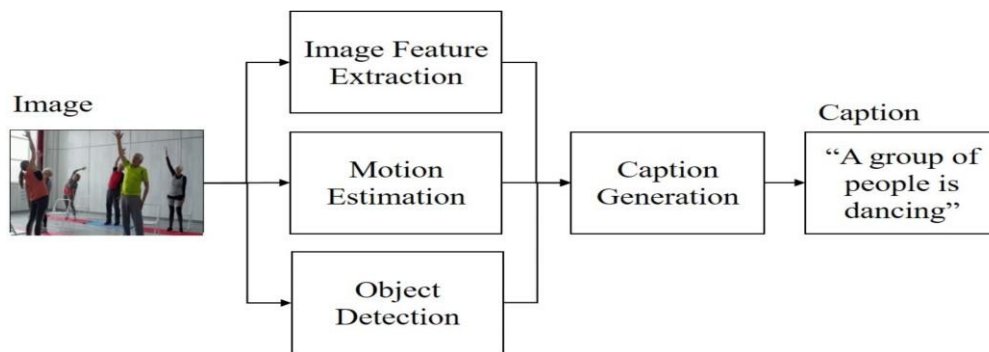 Image
Image Feature
Extraction
Motion
Estimation
Object
Detection
Caption
Generation
Caption
“A group of
people is
dancing”